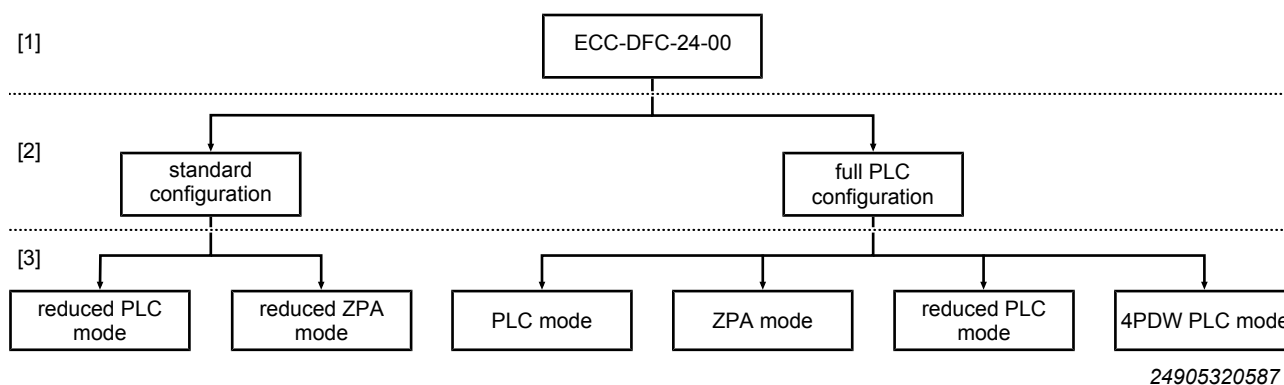 [1]
ECC-DFC-24-00
[2]
standard
configuration
full PLC
configuration
[3]
reduced PLC
mode
reduced ZPA
mode
PLC mode
ZPA mode
reduced PLC
mode
4PDW PLC mode
24905320587